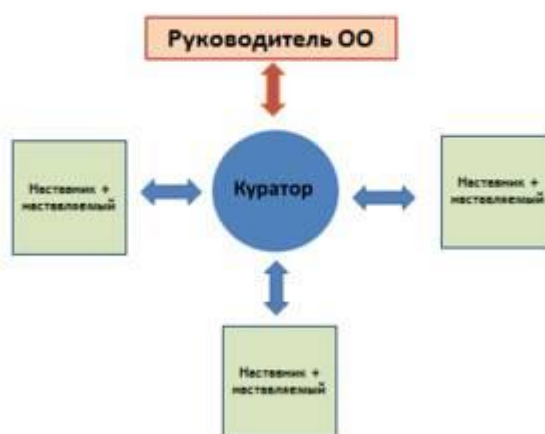 Руководитель ОО
Наставник +
наставляемый
Куратор
Наставник +
наставляемый
Наставник +
наставляемый